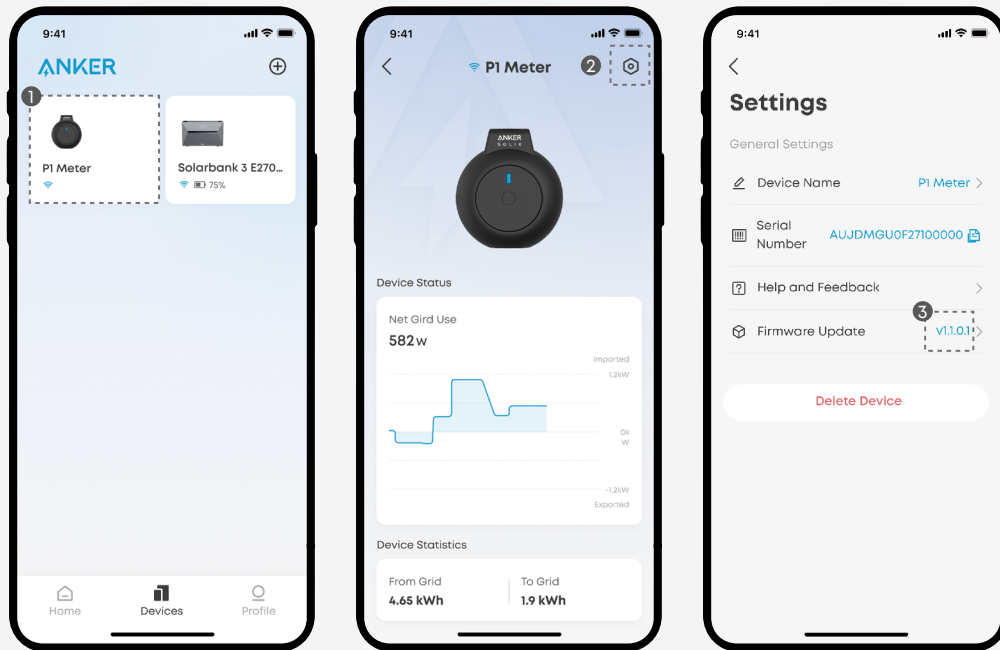 9:41
ANKER
1
P1 Meter
Solarbank 3 E270...
75%
Home
Devices
Profile
9:41
P1 Meter
2
ANKER
SOLIX
Device Status
Net Gird Use
582 w
Imported
1.2kW
0k
W
-1.2kW
Exported
Device Statistics
From Grid
To Grid
4.65 kWh
1.9 kWh
9:41
Settings
General Settings
Device Name
P1 Meter
Serial
Number
AUJDMGU0F27100000
Help and Feedback
3
Firmware Update
v1.1.0.1
Delete Device